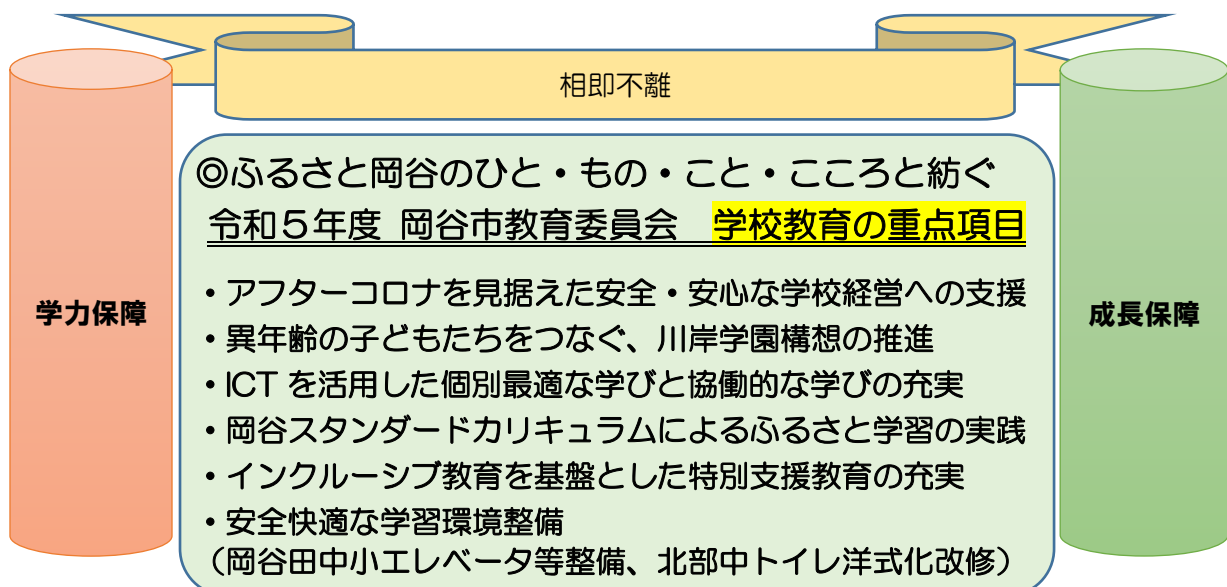 相即不離
◎ふるさと岡谷のひと・もの・こと・こころと紡ぐ
令和５年度 岡谷市教育委員会　学校教育の重点項目
・アフターコロナを見据えた安全・安心な学校経営への支援
・異年齢の子どもたちをつなぐ、川岸学園構想の推進
・ICT を活用した個別最適な学びと協働的な学びの充実
・岡谷スタンダードカリキュラムによるふるさと学習の実践
・インクルーシブ教育を基盤とした特別支援教育の充実
・安全快適な学習環境整備
（岡谷田中小エレベータ等整備、北部中トイレ洋式化改修）
学力保障
成長保障